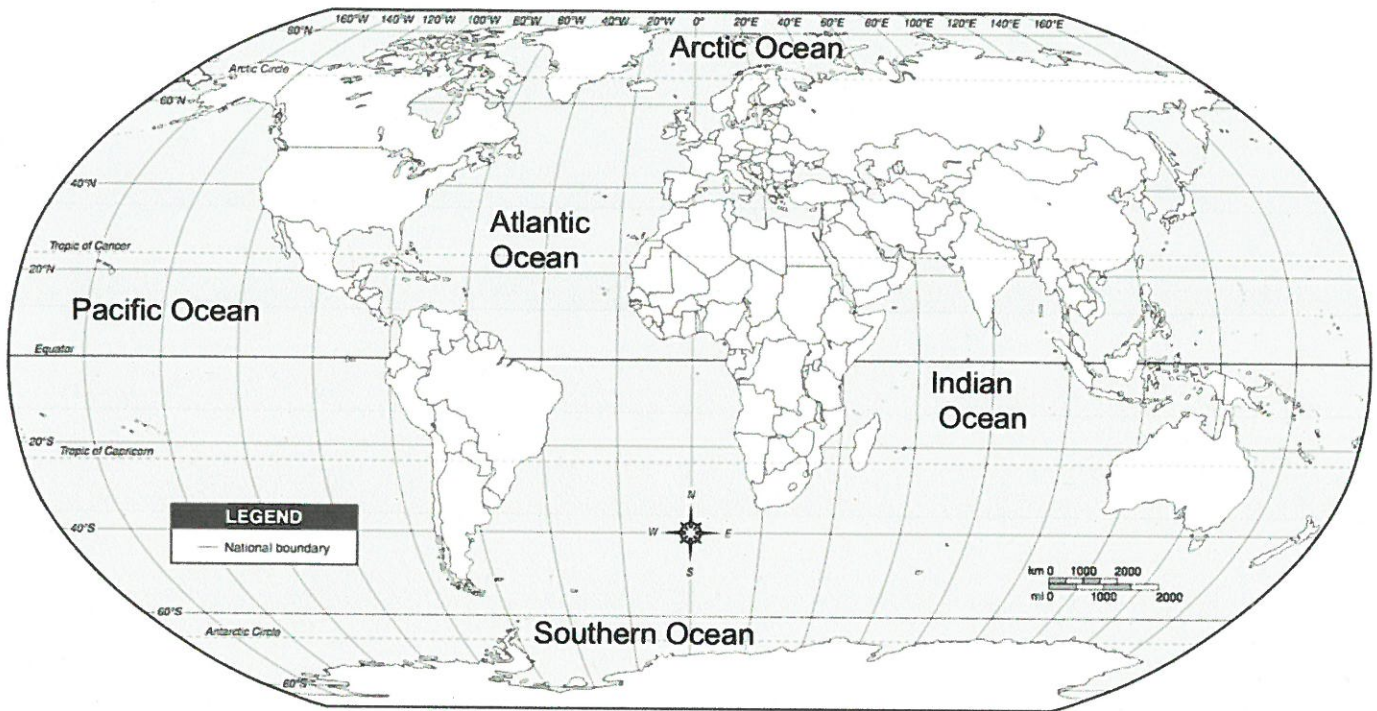 160°W 140°W 120°W 100°W 80°W 60°W 40°W 20°W 0° 20°E 40°E 60°E 80°E 100°E 120°E 140°E 160°E
80°N
Arctic Ocean
Arctic Circle
60°N
40°N
Atlantic
Ocean
Tropic of Cancer
20°N
Pacific Ocean
Equator
Indian
Ocean
20°S
Tropic of Capricorn
LEGEND
National boundary
40°S
N
W E
S
km 0 1000 2000
mi 0 1000 2000
60°S
Antarctic Circle
Southern Ocean
80°S